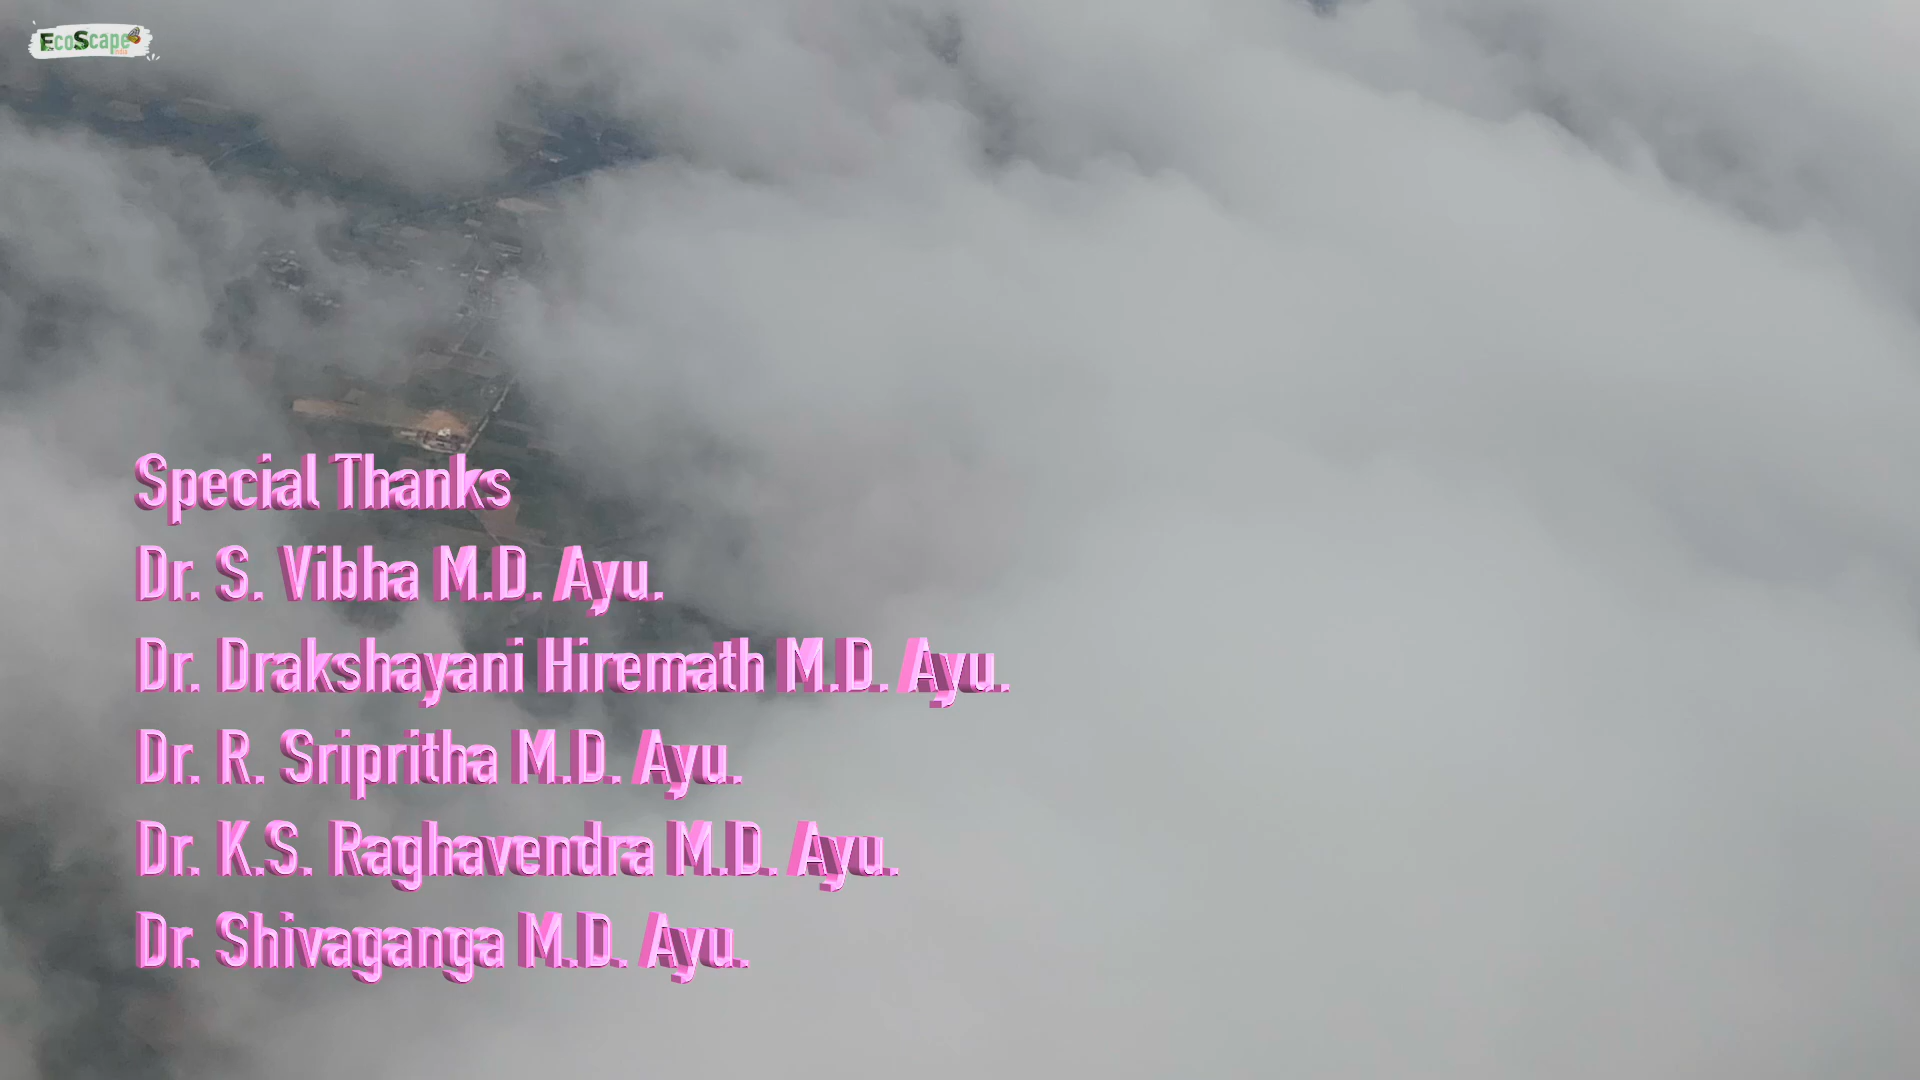 EcoScape
India
Special Thanks
Dr. S. Vibha M.D. Ayu.
Dr. Drakshayani Hiremath M.D. Ayu.
Dr. R. Sripritha M.D. Ayu.
Dr. K.S. Raghavendra M.D. Ayu.
Dr. Shivaganga M.D. Ayu.